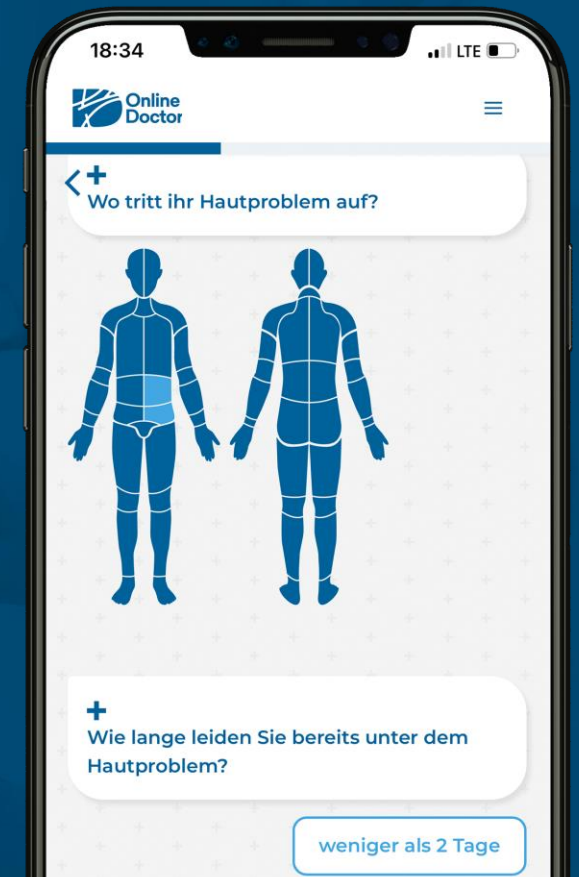 18:34
LTE
Online
Doctor
Wo tritt ihr Hautproblem auf?
Wie lange leiden Sie bereits unter dem
Hautproblem?
weniger als 2 Tage